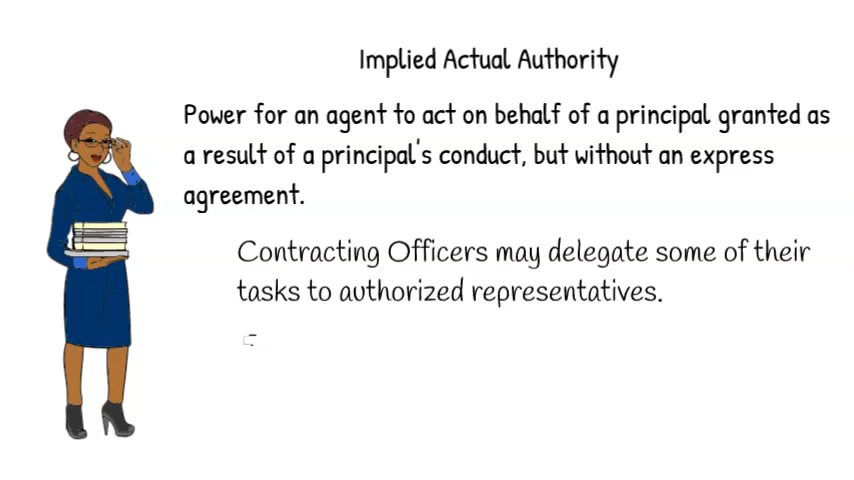 Implied Actual Authority
Power for an agent to act on behalf of a principal granted as
a result of a principal's conduct, but without an express
agreement.
Contracting Officers may delegate some of their
tasks to authorized representatives.